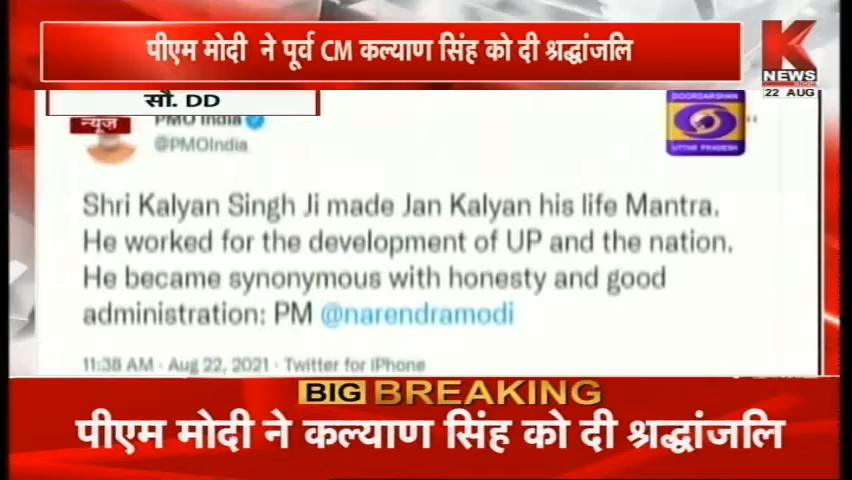 पीएम मोदी ने पूर्व CM कल्याण सिंह को दी श्रद्धांजलि
K
NEWS
INDIA
22 AUG
सौ. DD
न्यूज़
PMO India
@PMOIndia
DOORDARSHAN
UTTAR PRADESH
Shri Kalyan Singh Ji made Jan Kalyan his life Mantra.
He worked for the development of UP and the nation.
He became synonymous with honesty and good
administration: PM @narendramodi
11:38 AM · Aug 22, 2021 · Twitter for iPhone
BIG BREAKING
पीएम मोदी ने कल्याण सिंह को दी श्रद्धांजलि